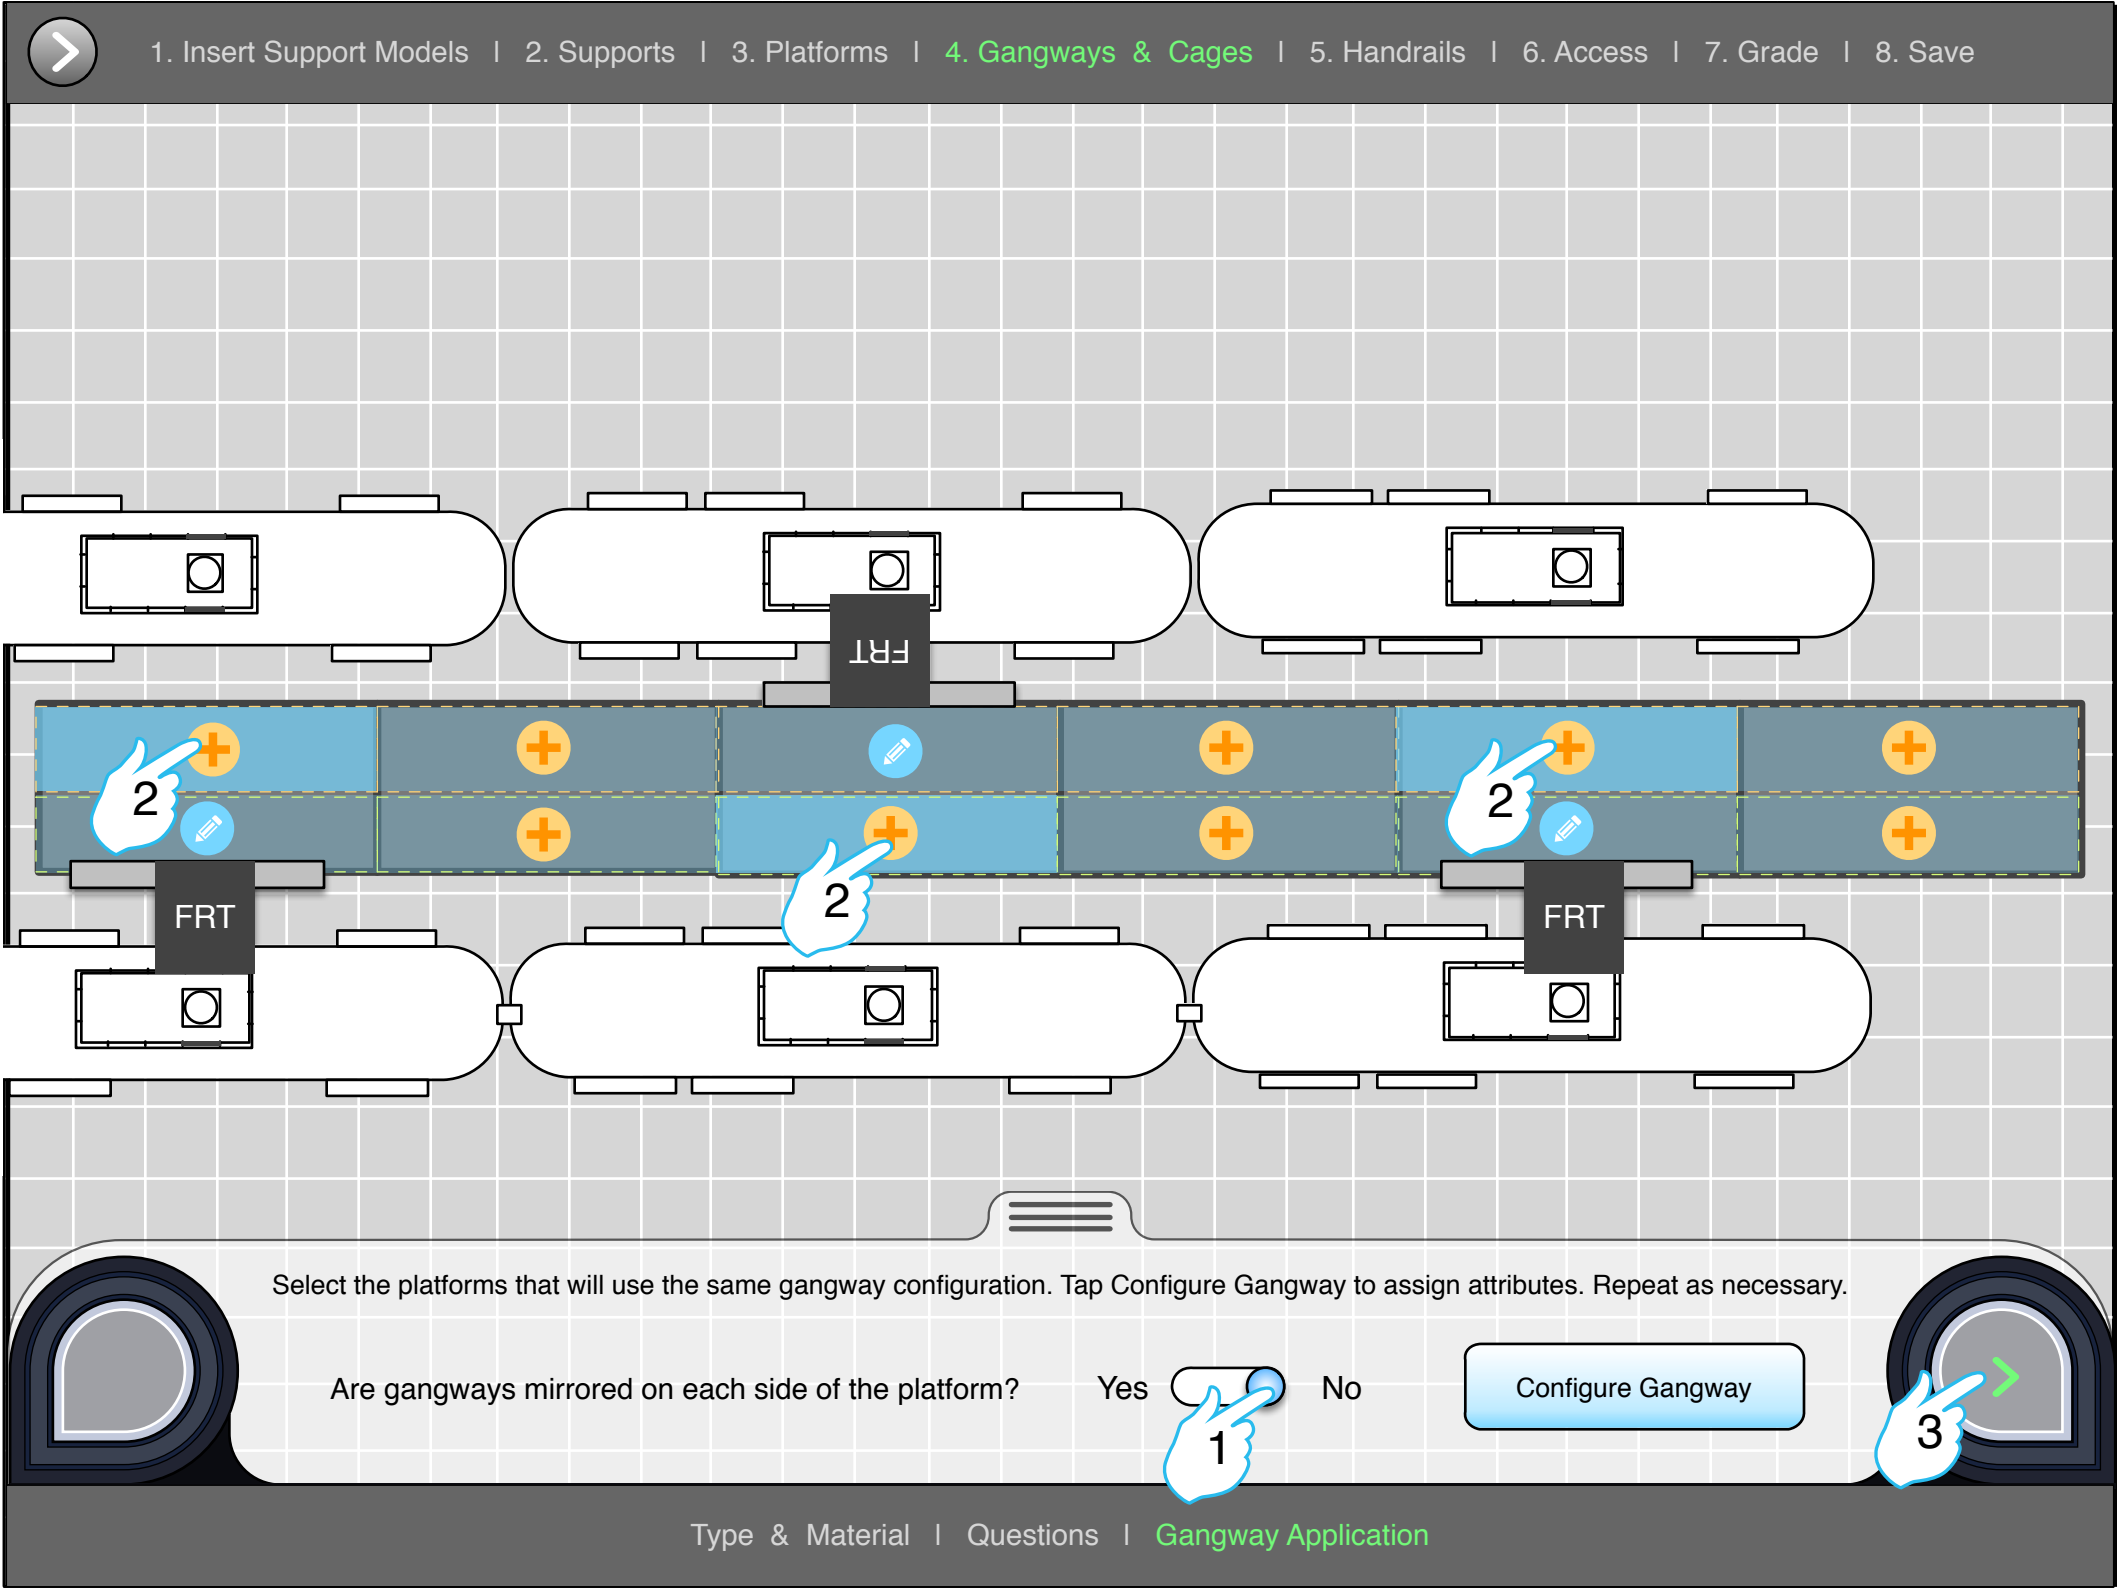 1. Insert Support Models | 2. Supports | 3. Platforms | 4. Gangways & Cages | 5. Handrails | 6. Access | 7. Grade | 8. Save
FRT
2
2
2
FRT
FRT
Select the platforms that will use the same gangway configuration. Tap Configure Gangway to assign attributes. Repeat as necessary.
Are gangways mirrored on each side of the platform? Yes No Configure Gangway
1
3
Type & Material | Questions | Gangway Application